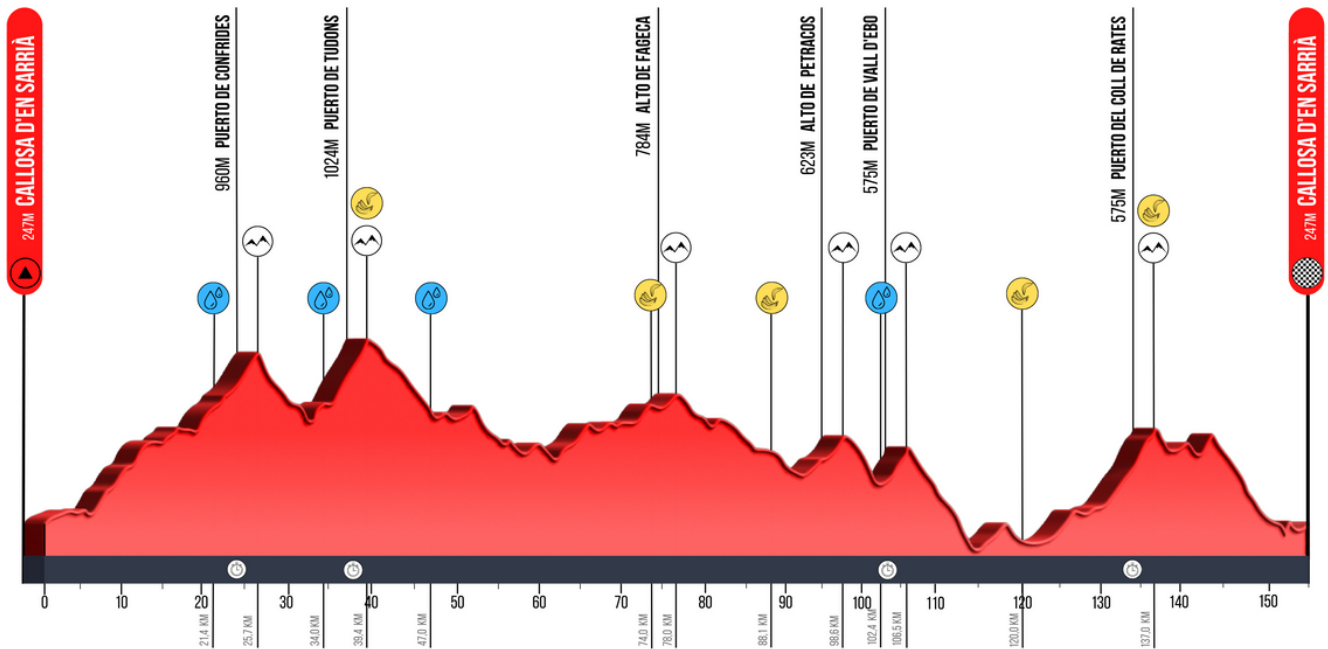 247M CALLOSA D'EN SARRIÀ
960M PUERTO DE CONFRIDES
1024M PUERTO DE TUDONS
784M ALTO DE FAGECA
623M ALTO DE PETRACOS
575M PUERTO DE VALL D'EBO
575M PUERTO DEL COLL DE RATES
247M CALLOSA D'EN SARRIÀ
0 10 20 30 40 50 60 70 80 90 100 110 120 130 140 150
21.4 KM
25.7 KM
34.0 KM
39.4 KM
47.0 KM
74.0 KM
78.0 KM
88.1 KM
98.6 KM
102.4 KM
106.5 KM
120.0 KM
137.0 KM